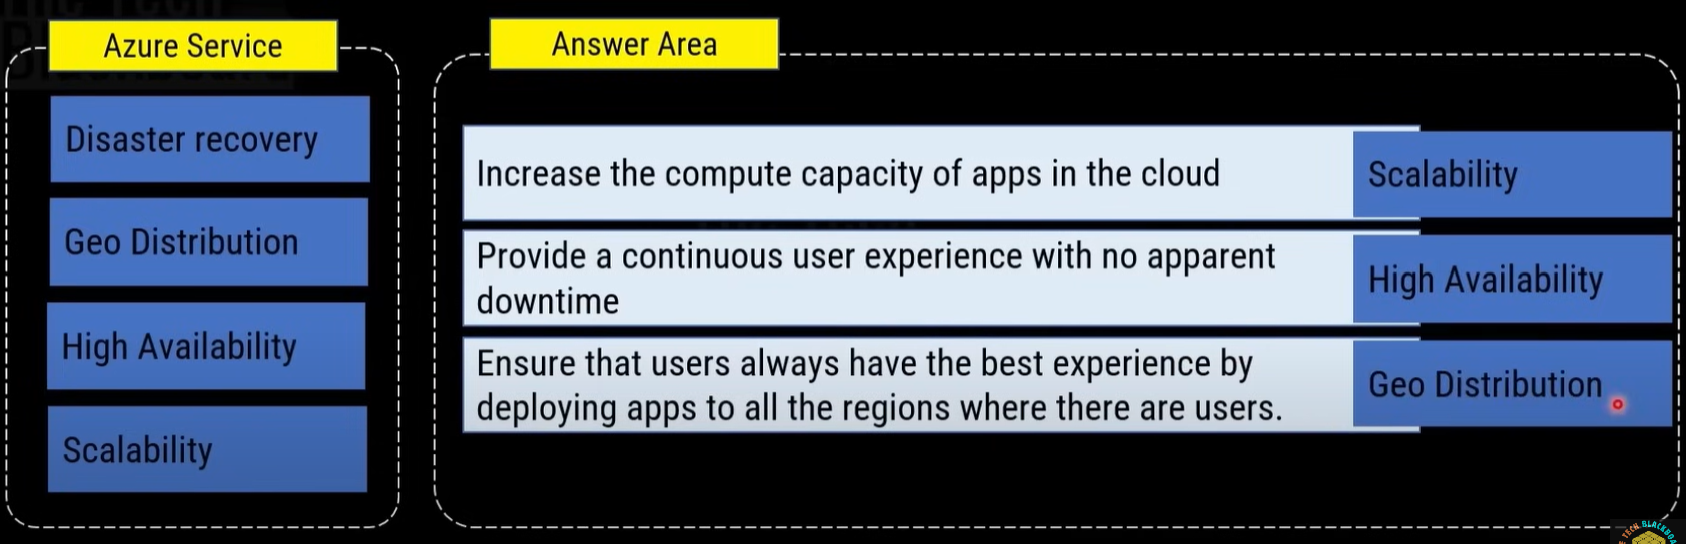 Azure Service
Disaster recovery
Geo Distribution
High Availability
Scalability
Answer Area
Increase the compute capacity of apps in the cloud
Scalability
Provide a continuous user experience with no apparent
downtime
High Availability
Ensure that users always have the best experience by
deploying apps to all the regions where there are users.
Geo Distribution